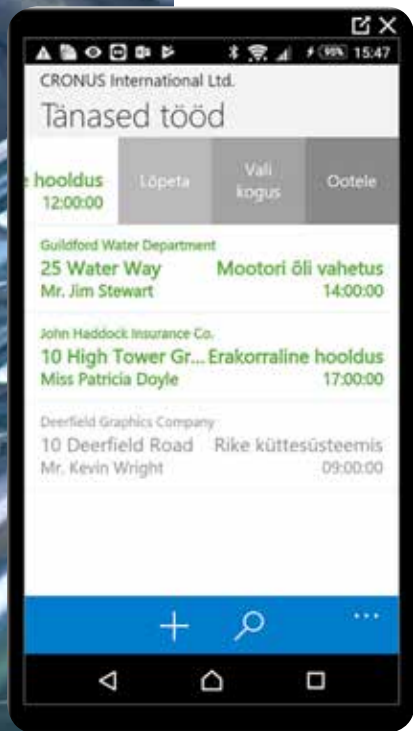 95% 15:47
CRONUS International Ltd.
Tänased tööd
hooldus Lõpeta Vali kogus Ootele
12:00:00
Guildford Water Department
25 Water Way Mootori õli vahetus
Mr. Jim Stewart 14:00:00
John Haddock Insurance Co.
10 High Tower Gr... Erakorraline hooldus
Miss Patricia Doyle 17:00:00
Deerfield Graphics Company
10 Deerfield Road Rike küttesüsteemis
Mr. Kevin Wright 09:00:00